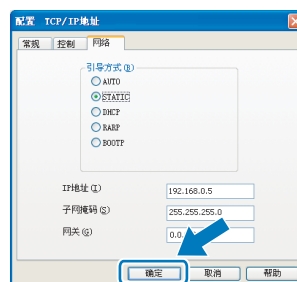 配置 TCP/IP地址
常规 控制 网络
引导方式(B)
AUTO
STATIC
DHCP
RARP
BOOTP
IP地址(I) 192.168.0.5
子网掩码(S) 255.255.255.0
网关(G) 0.0.
确定 取消 帮助